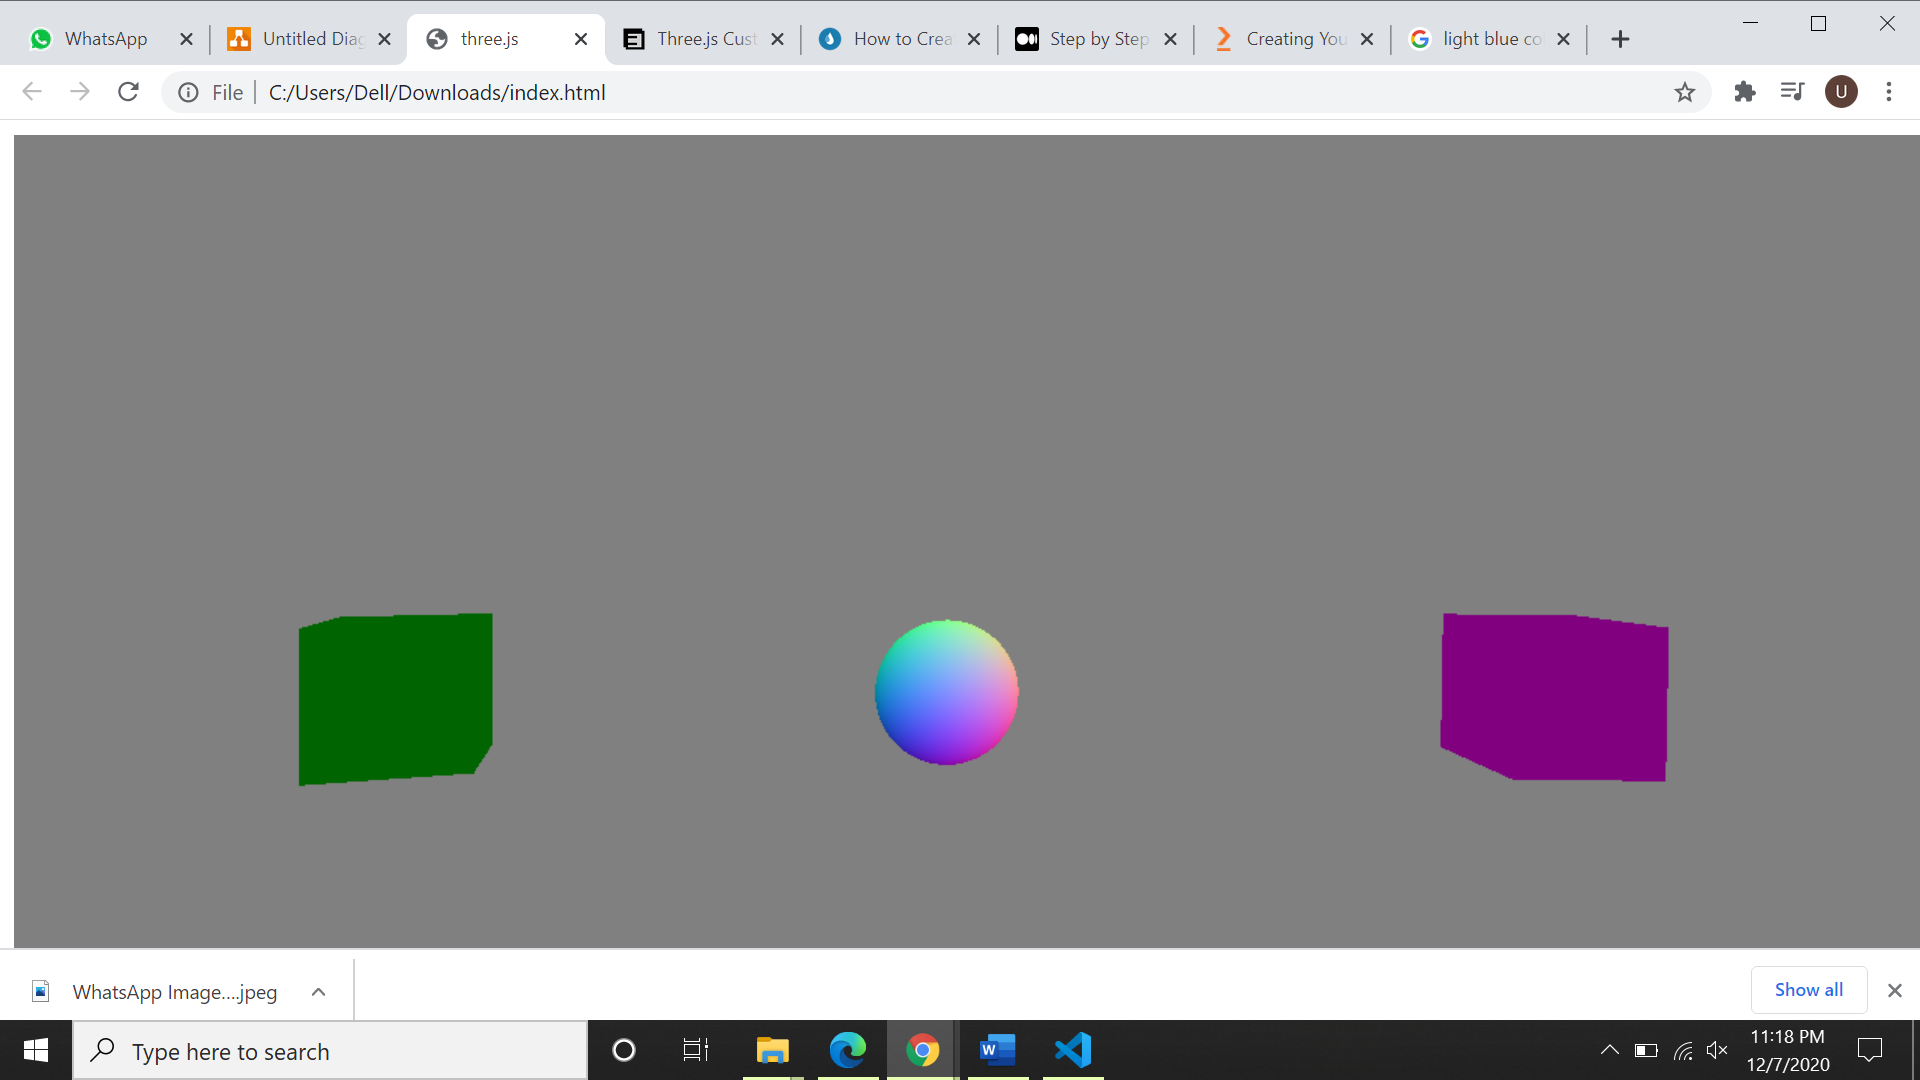 WhatsApp
Untitled Diag
three.js
Three.js Cust
How to Crea
Step by Step
Creating You
light blue co
File
C:/Users/Dell/Downloads/index.html
U
WhatsApp Image....jpeg
Show all
Type here to search
W
11:18 PM
12/7/2020